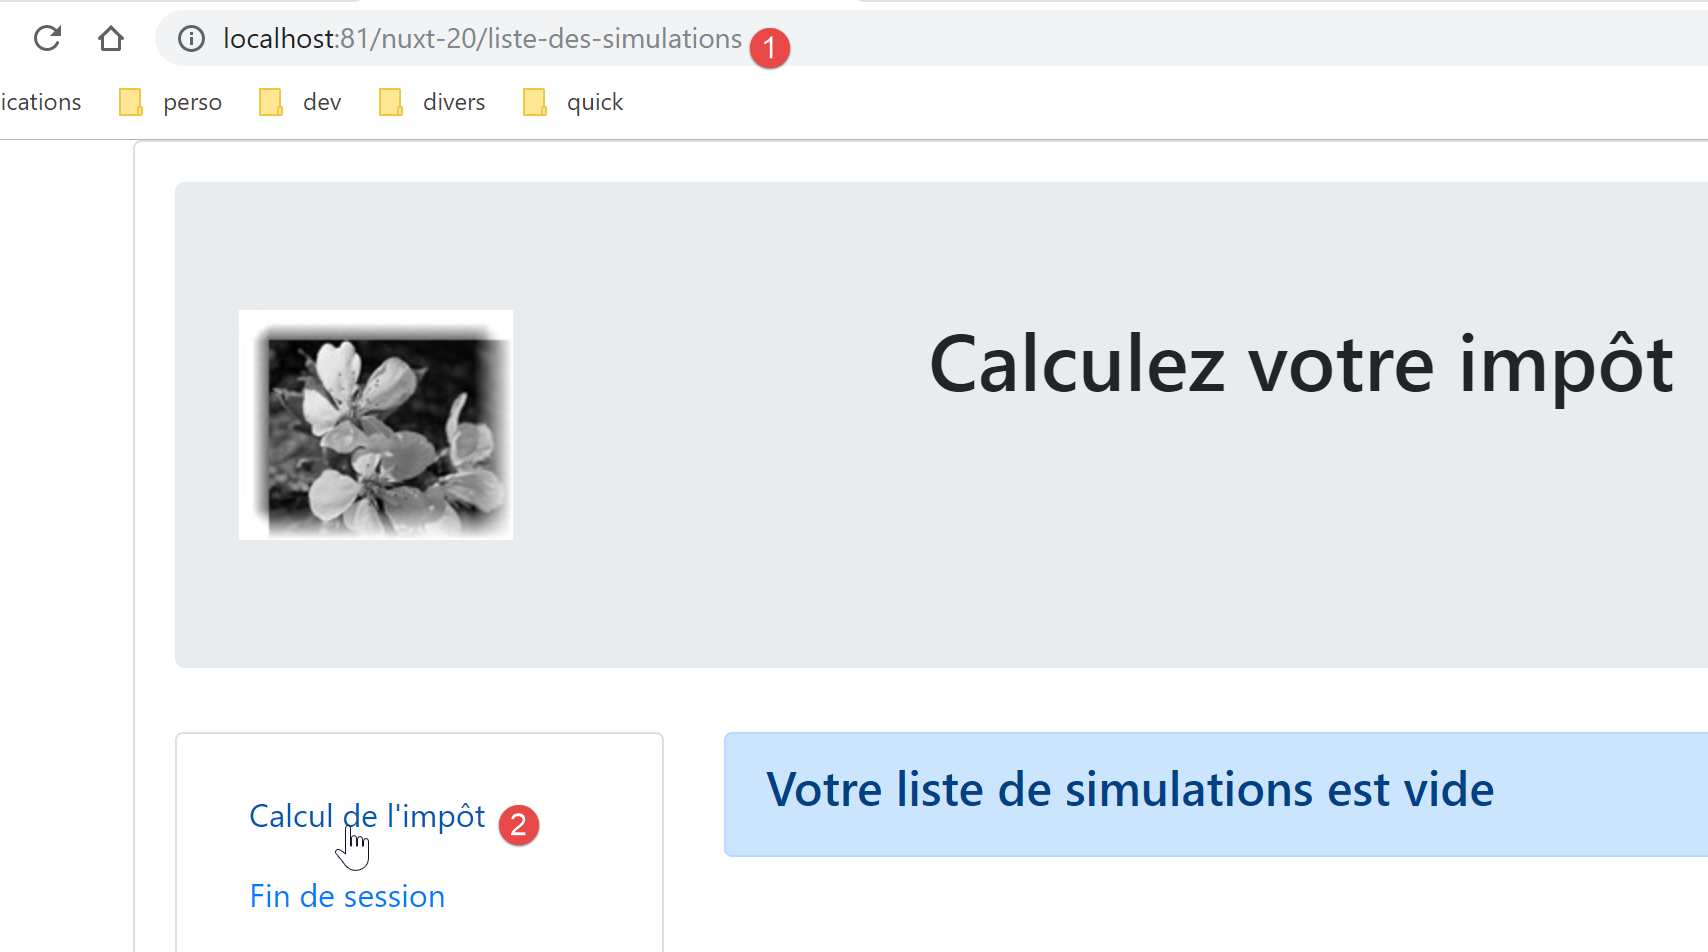 localhost:81/nuxt-20/liste-des-simulations 1
ications perso dev divers quick
Calculez votre impôt
Calcul de l'impôt 2
Fin de session
Votre liste de simulations est vide